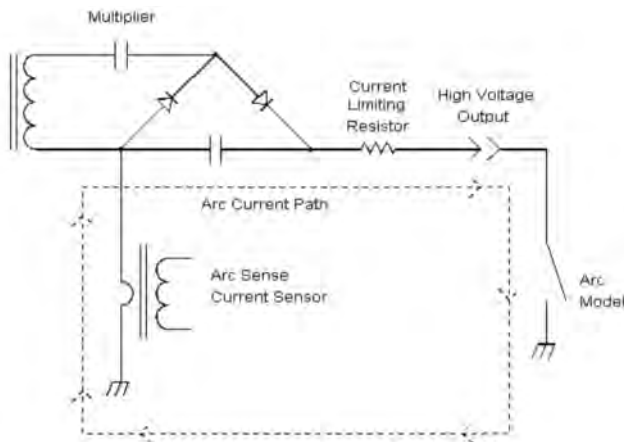 Multiplier
Current
Limiting
Resistor
High Voltage
Output
Arc Current Path
Arc Sense
Current Sensor
Arc
Model